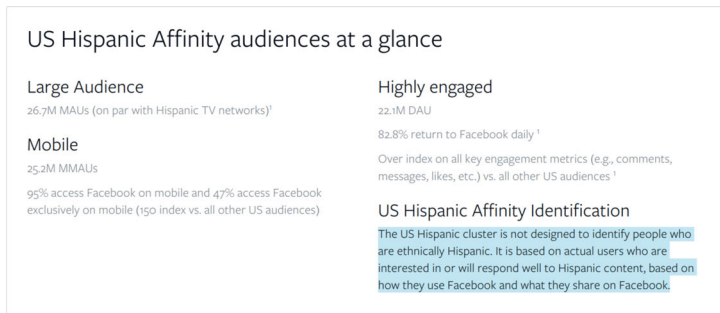 US Hispanic Affinity audiences at a glance
Large Audience
26.7M MAUs (on par with Hispanic TV networks)¹
Mobile
25.2M MMAUs
95% access Facebook on mobile and 47% access Facebook
exclusively on mobile (150 index vs. all other US audiences)
Highly engaged
22.1M DAU
82.8% return to Facebook daily ¹
Over index on all key engagement metrics (e.g., comments,
messages, likes, etc.) vs. all other US audiences ¹
US Hispanic Affinity Identification
The US Hispanic cluster is not designed to identify people who
are ethnically Hispanic. It is based on actual users who are
interested in or will respond well to Hispanic content, based on
how they use Facebook and what they share on Facebook.